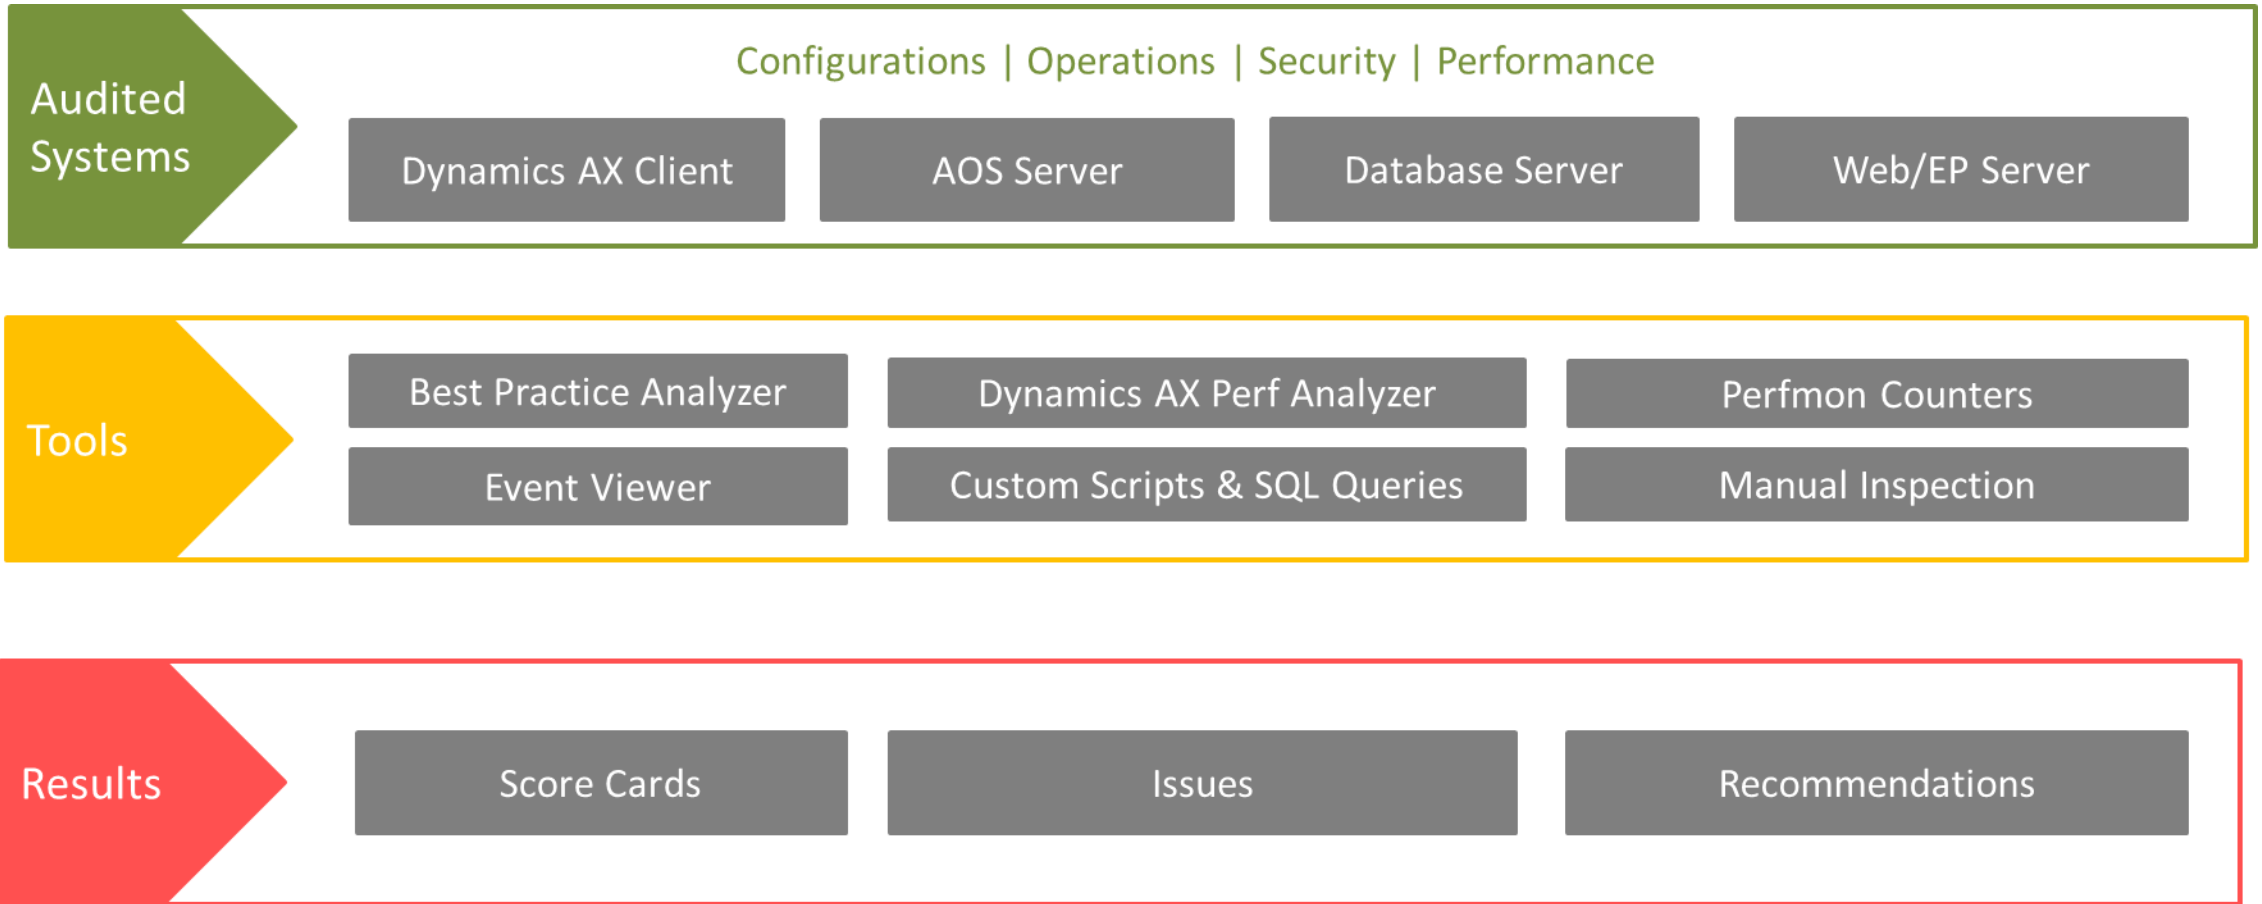 Configurations | Operations | Security | Performance
Audited
Systems
Dynamics AX Client
AOS Server
Database Server
Web/EP Server
Tools
Best Practice Analyzer
Dynamics AX Perf Analyzer
Perfmon Counters
Event Viewer
Custom Scripts & SQL Queries
Manual Inspection
Results
Score Cards
Issues
Recommendations